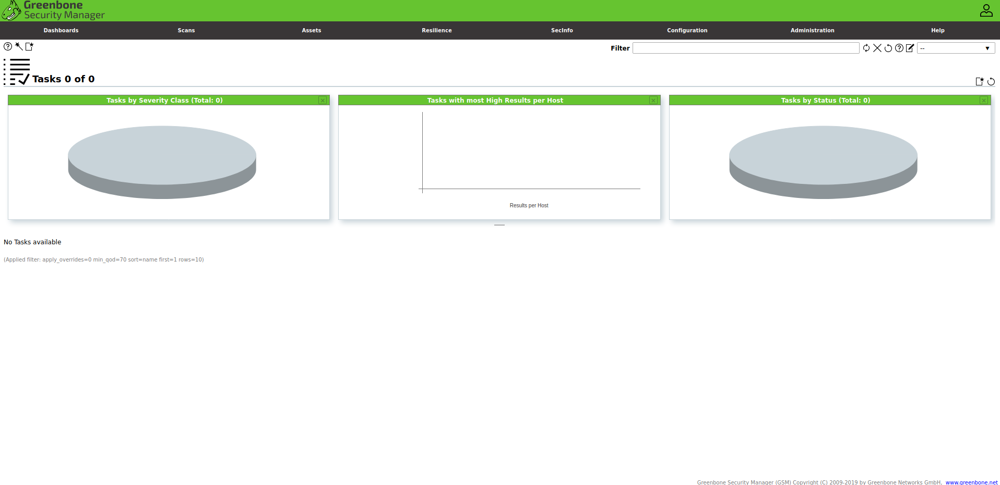 Greenbone
Security Manager
Dashboards Scans Assets Resilience SecInfo Configuration Administration Help
Filter --
Tasks 0 of 0
Tasks by Severity Class (Total: 0)
Tasks with most High Results per Host
Tasks by Status (Total: 0)
Results per Host
No Tasks available
(Applied filter: apply_overrides=0 min_qod=70 sort=name first=1 rows=10)
Greenbone Security Manager (GSM) Copyright (C) 2009-2019 by Greenbone Networks GmbH, www.greenbone.net